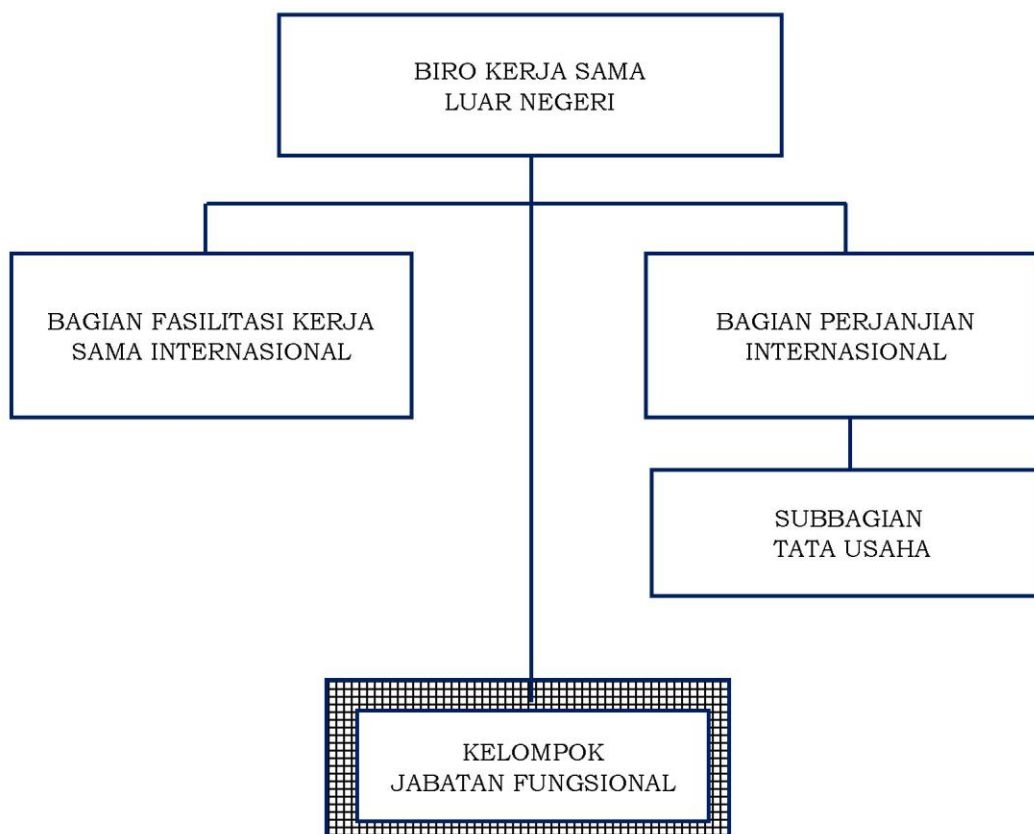 BIRO KERJA SAMA
LUAR NEGERI
BAGIAN FASILITASI KERJA
SAMA INTERNASIONAL
BAGIAN PERJANJIAN
INTERNASIONAL
SUBBAGIAN
TATA USAHA
KELOMPOK
JABATAN FUNGSIONAL